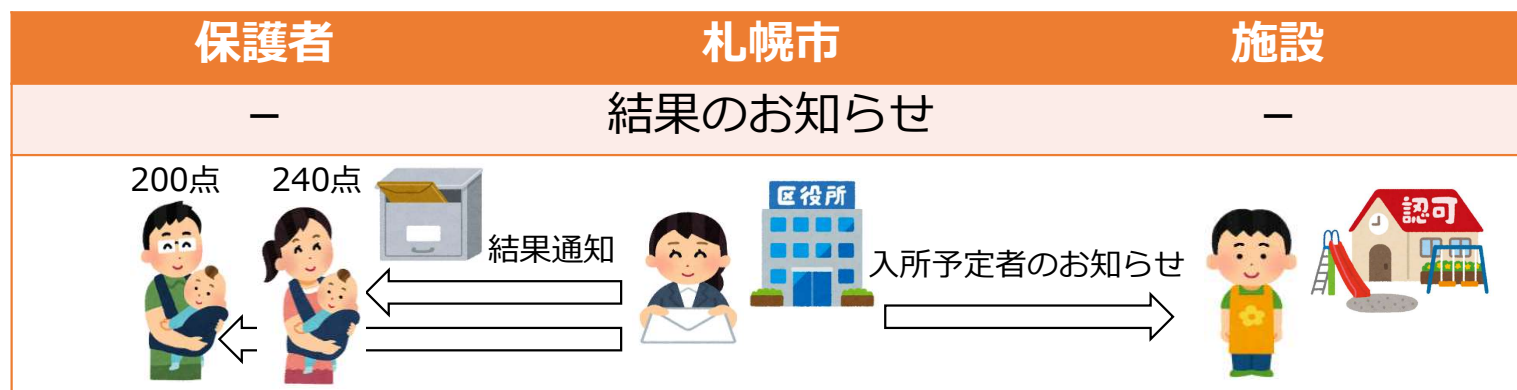 保護者 札幌市 施設
－ 結果のお知らせ －
200点 240点
区役所
認可
結果通知
入所予定者のお知らせ